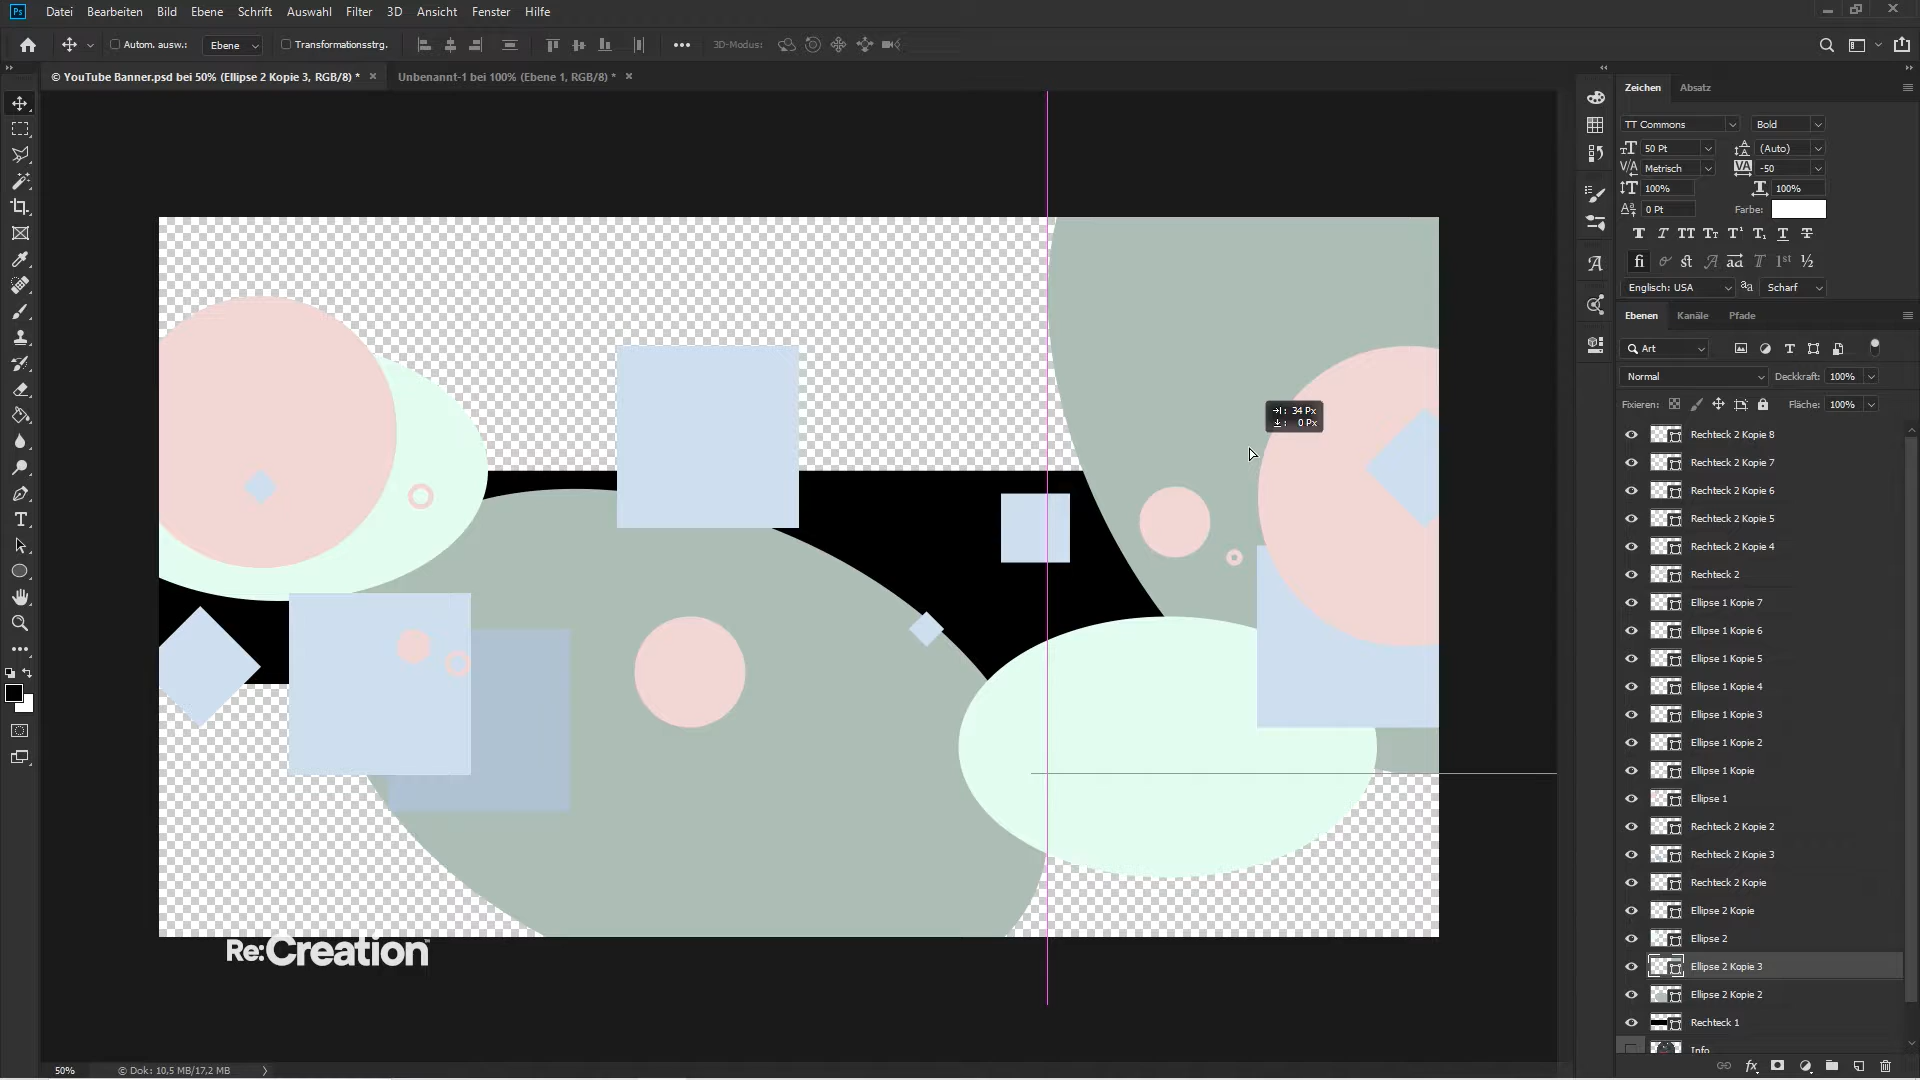 Ps Datei Bearbeiten Bild Ebene Schrift Auswahl Filter 3D Ansicht Fenster Hilfe
Autom. ausw.: Ebene Transformationsstrg. 3D-Modus:
© YouTube Banner.psd bei 50% (Ellipse 2 Kopie 3, RGB/8) * Unbenannt-1 bei 100% (Ebene 1, RGB/8) *
Zeichen Absatz
TT Commons Bold
50 Pt (Auto)
Metrisch -50
100% 100%
0 Pt Farbe:
Englisch: USA Scharf
Ebenen Kanäle Pfade
Art
Normal Deckkraft: 100%
Fixieren: Fläche: 100%
34 Px
0 Px
Rechteck 2 Kopie 8
Rechteck 2 Kopie 7
Rechteck 2 Kopie 6
Rechteck 2 Kopie 5
Rechteck 2 Kopie 4
Rechteck 2
Ellipse 1 Kopie 7
Ellipse 1 Kopie 6
Ellipse 1 Kopie 5
Ellipse 1 Kopie 4
Ellipse 1 Kopie 3
Ellipse 1 Kopie 2
Ellipse 1 Kopie
Ellipse 1
Rechteck 2 Kopie 2
Rechteck 2 Kopie 3
Rechteck 2 Kopie
Ellipse 2 Kopie
Ellipse 2
Ellipse 2 Kopie 3
Ellipse 2 Kopie 2
Rechteck 1
Info
Re:Creation™
50% © Dok: 10,5 MB/17,2 MB